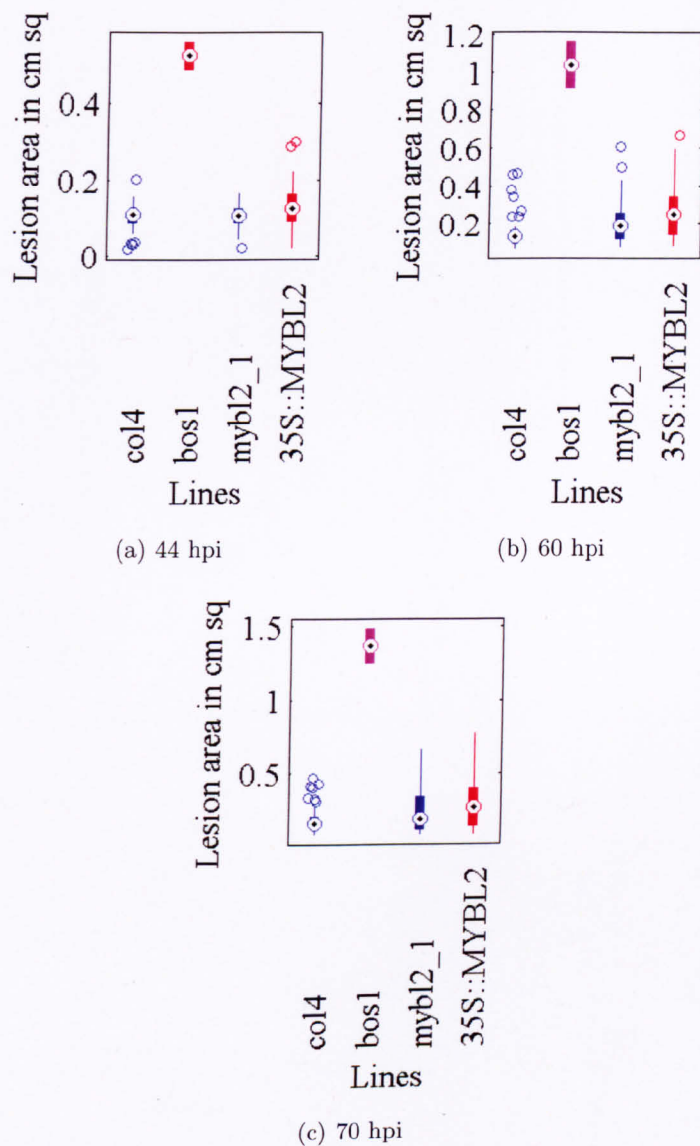 Lesion area in cm sq
0.4
0.2
0
col4
bos1
mybl2_1
35S::MYBL2
Lines
(a) 44 hpi
Lesion area in cm sq
1.2
1
0.8
0.6
0.4
0.2
col4
bos1
mybl2_1
35S::MYBL2
Lines
(b) 60 hpi
Lesion area in cm sq
1.5
1
0.5
col4
bos1
mybl2_1
35S::MYBL2
Lines
(c) 70 hpi